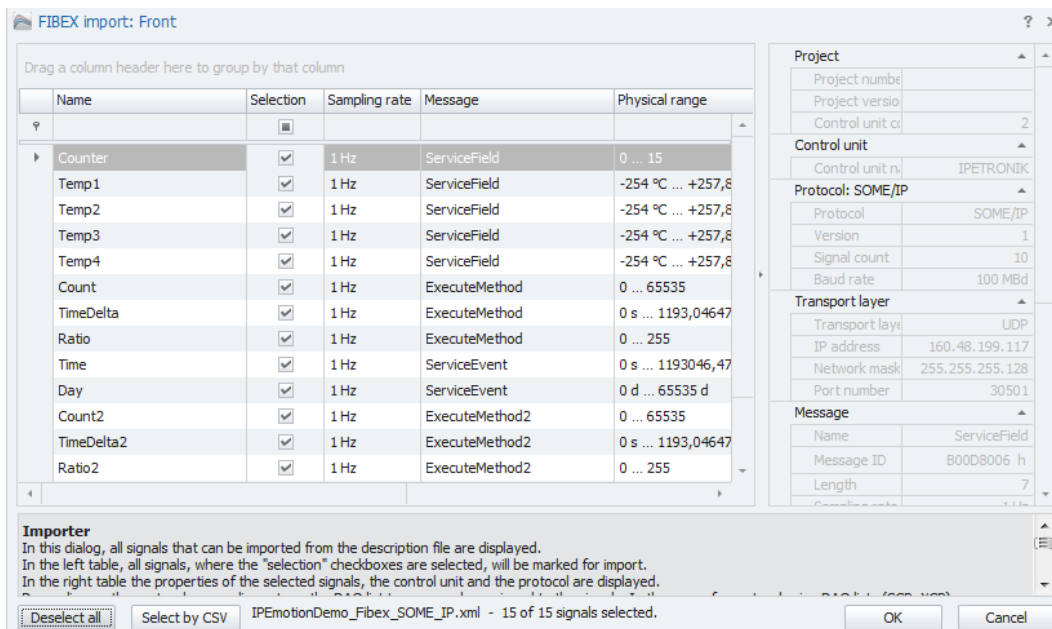 FIBEX import: Front
Drag a column header here to group by that column
Name Selection Sampling rate Message Physical range
Counter 1 Hz ServiceField 0 ... 15
Temp1 1 Hz ServiceField -254 °C ... +257,8
Temp2 1 Hz ServiceField -254 °C ... +257,8
Temp3 1 Hz ServiceField -254 °C ... +257,8
Temp4 1 Hz ServiceField -254 °C ... +257,8
Count 1 Hz ExecuteMethod 0 ... 65535
TimeDelta 1 Hz ExecuteMethod 0 s ... 1193,04647
Ratio 1 Hz ExecuteMethod 0 ... 255
Time 1 Hz ServiceEvent 0 s ... 1193046,47
Day 1 Hz ServiceEvent 0 d ... 65535 d
Count2 1 Hz ExecuteMethod2 0 ... 65535
TimeDelta2 1 Hz ExecuteMethod2 0 s ... 1193,04647
Ratio2 1 Hz ExecuteMethod2 0 ... 255
Project
Project numbe
Project versio
Control unit co 2
Control unit
Control unit na IPETRONIK
Protocol: SOME/IP
Protocol SOME/IP
Version 1
Signal count 10
Baud rate 100 MBd
Transport layer
Transport laye UDP
IP address 160.48.199.117
Network mask 255.255.255.128
Port number 30501
Message
Name ServiceField
Message ID B00D8006 h
Length 7
Importer
In this dialog, all signals that can be imported from the description file are displayed.
In the left table, all signals, where the "selection" checkboxes are selected, will be marked for import.
In the right table the properties of the selected signals, the control unit and the protocol are displayed.
Deselect all Select by CSV IPEmotionDemo_Fibex_SOME_IP.xml - 15 of 15 signals selected. OK Cancel